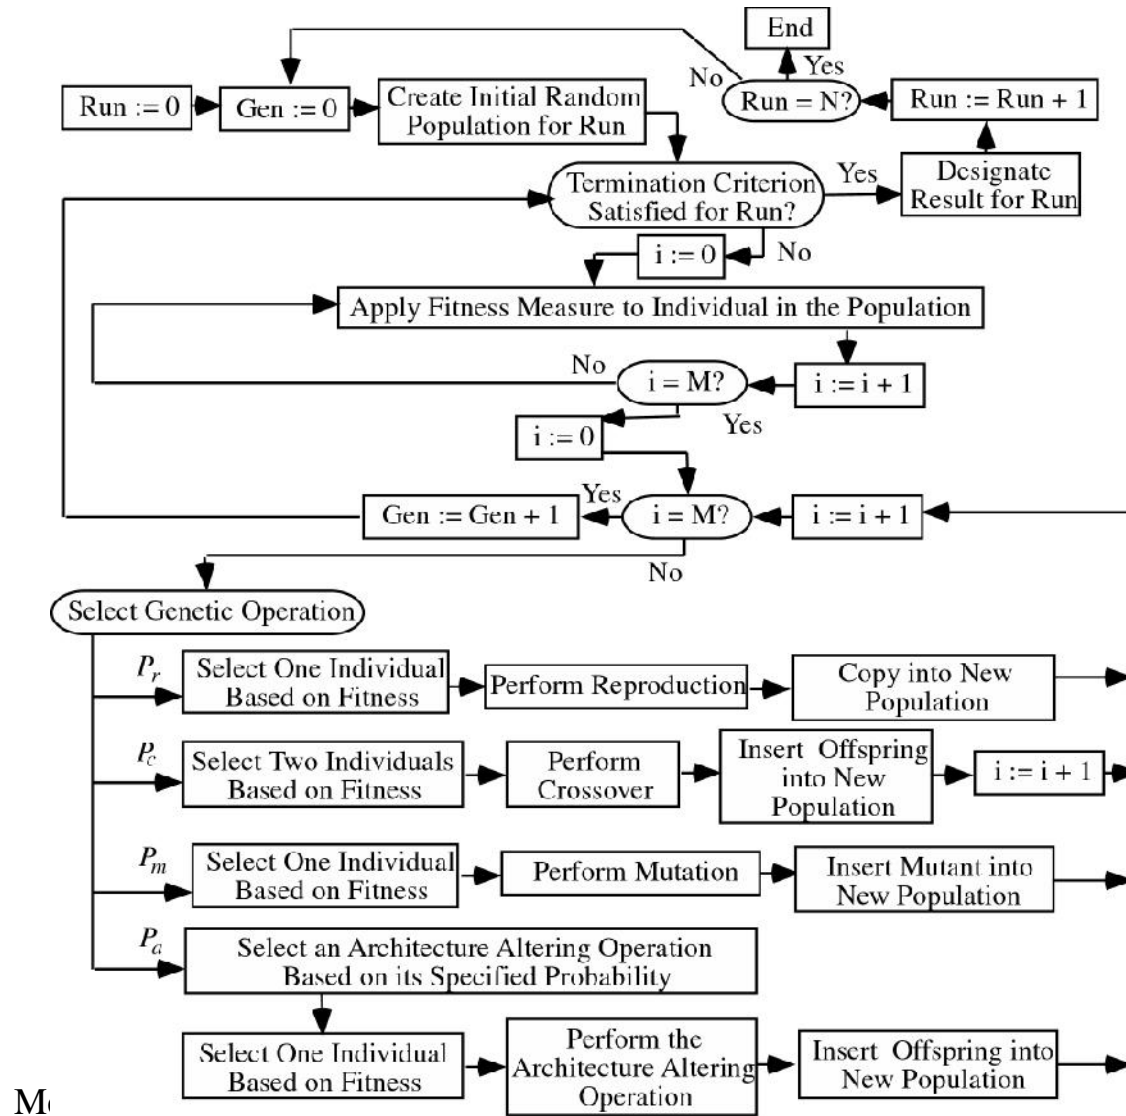 End
No
Yes
Run := 0
Gen := 0
Create Initial Random
Population for Run
Run = N?
Run := Run + 1
Termination Criterion
Satisfied for Run?
Yes
Designate
Result for Run
i := 0
No
Apply Fitness Measure to Individual in the Population
No
i = M?
i := i + 1
Yes
i := 0
Yes
Gen := Gen + 1
i = M?
i := i + 1
No
Select Genetic Operation
Pr
Select One Individual
Based on Fitness
Perform Reproduction
Copy into New
Population
Pc
Select Two Individuals
Based on Fitness
Perform
Crossover
Insert Offspring
into New
Population
i := i + 1
Pm
Select One Individual
Based on Fitness
Perform Mutation
Insert Mutant into
New Population
Pa
Select an Architecture Altering Operation
Based on its Specified Probability
Select One Individual
Based on Fitness
Perform the
Architecture Altering
Operation
Insert Offspring into
New Population